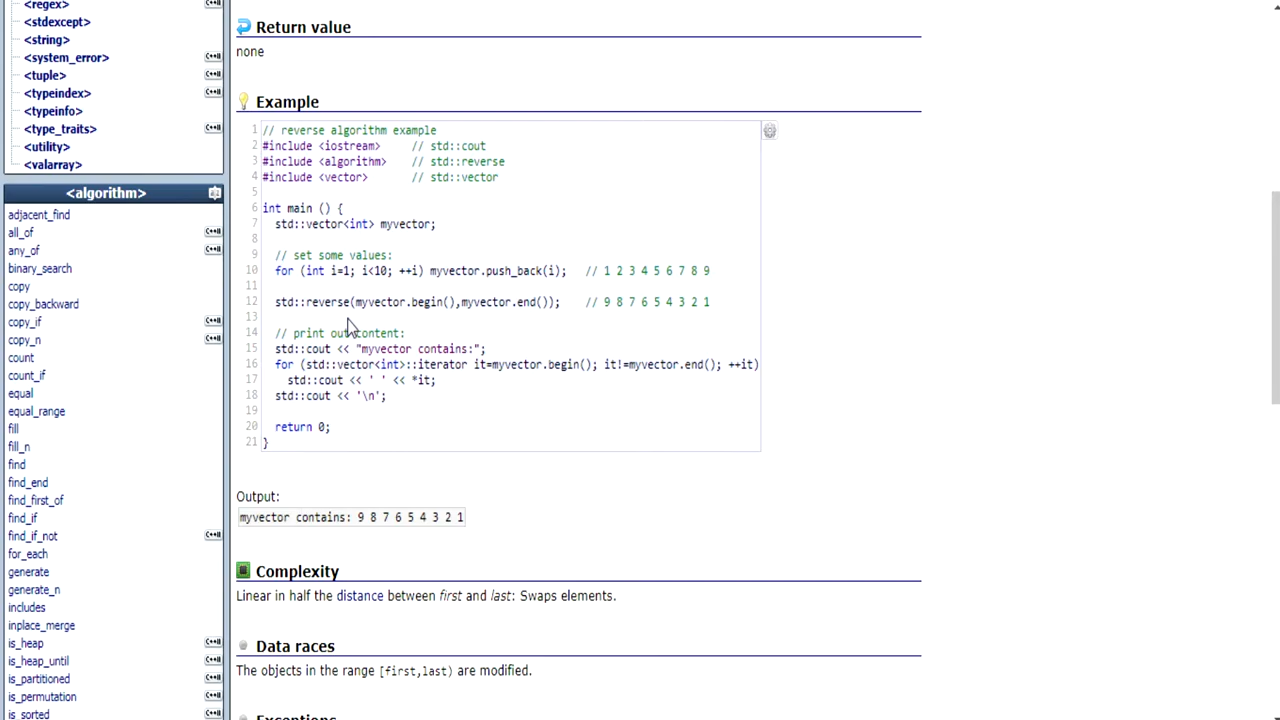 <regex>
<stdexcept>
<string>
<system_error>
<tuple>
<typeindex>
<typeinfo>
<type_traits>
<utility>
<valarray>
<algorithm>
adjacent_find
all_of
any_of
binary_search
copy
copy_backward
copy_if
copy_n
count
count_if
equal
equal_range
fill
fill_n
find
find_end
find_first_of
find_if
find_if_not
for_each
generate
generate_n
includes
inplace_merge
is_heap
is_heap_until
is_partitioned
is_permutation
is_sorted
Return value
none
Example
1 // reverse algorithm example
2 #include <iostream>     // std::cout
3 #include <algorithm>    // std::reverse
4 #include <vector>       // std::vector
5
6 int main () {
7   std::vector<int> myvector;
8
9   // set some values:
10   for (int i=1; i<10; ++i) myvector.push_back(i);   // 1 2 3 4 5 6 7 8 9
11
12   std::reverse(myvector.begin(),myvector.end());    // 9 8 7 6 5 4 3 2 1
13
14   // print out content:
15   std::cout << "myvector contains:";
16   for (std::vector<int>::iterator it=myvector.begin(); it!=myvector.end(); ++it)
17     std::cout << ' ' << *it;
18   std::cout << '\n';
19
20   return 0;
21 }
Output:
myvector contains: 9 8 7 6 5 4 3 2 1
Complexity
Linear in half the distance between first and last: Swaps elements.
Data races
The objects in the range [first,last) are modified.
Exceptions